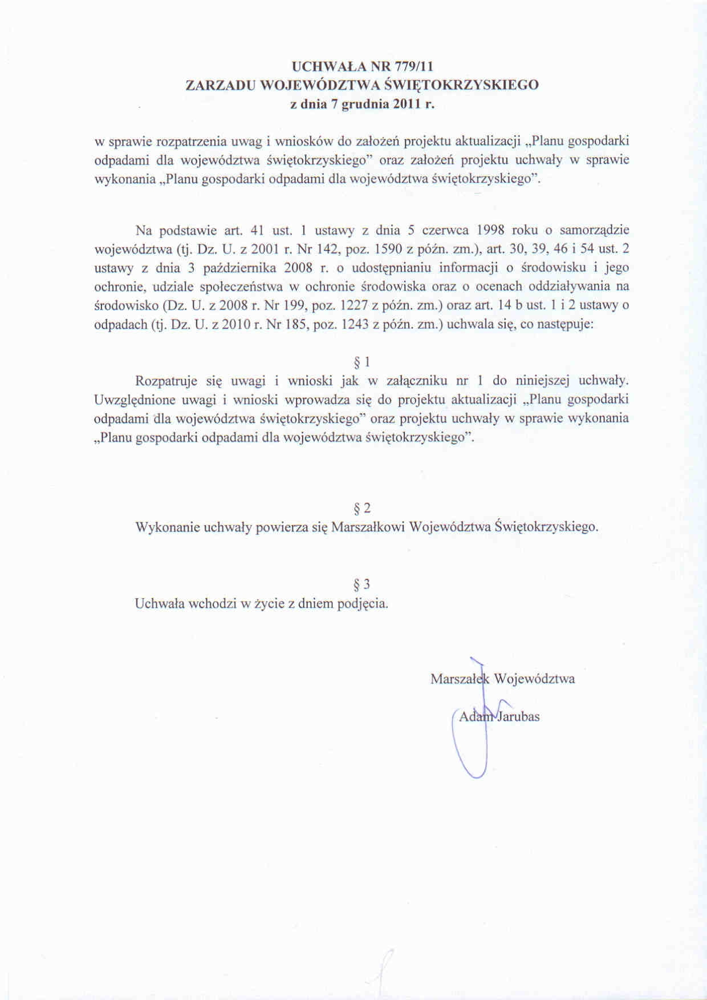 UCHWAŁA NR 779/11
ZARZADU WOJEWÓDZTWA ŚWIĘTOKRZYSKIEGO
z dnia 7 grudnia 2011 r.
w sprawie rozpatrzenia uwag i wniosków do założeń projektu aktualizacji „Planu gospodarki
odpadami dla województwa świętokrzyskiego” oraz założeń projektu uchwały w sprawie
wykonania „Planu gospodarki odpadami dla województwa świętokrzyskiego”.
Na podstawie art. 41 ust. 1 ustawy z dnia 5 czerwca 1998 roku o samorządzie
województwa (tj. Dz. U. z 2001 r. Nr 142, poz. 1590 z późn. zm.), art. 30, 39, 46 i 54 ust. 2
ustawy z dnia 3 października 2008 r. o udostępnianiu informacji o środowisku i jego
ochronie, udziale społeczeństwa w ochronie środowiska oraz o ocenach oddziaływania na
środowisko (Dz. U. z 2008 r. Nr 199, poz. 1227 z późn. zm.) oraz art. 14 b ust. 1 i 2 ustawy o
odpadach (tj. Dz. U. z 2010 r. Nr 185, poz. 1243 z późn. zm.) uchwala się, co następuje:
§ 1
Rozpatruje się uwagi i wnioski jak w załączniku nr 1 do niniejszej uchwały.
Uwzględnione uwagi i wnioski wprowadza się do projektu aktualizacji „Planu gospodarki
odpadami dla województwa świętokrzyskiego” oraz projektu uchwały w sprawie wykonania
„Planu gospodarki odpadami dla województwa świętokrzyskiego”.
§ 2
Wykonanie uchwały powierza się Marszałkowi Województwa Świętokrzyskiego.
§ 3
Uchwała wchodzi w życie z dniem podjęcia.
Marszałek Województwa
Adam Jarubas